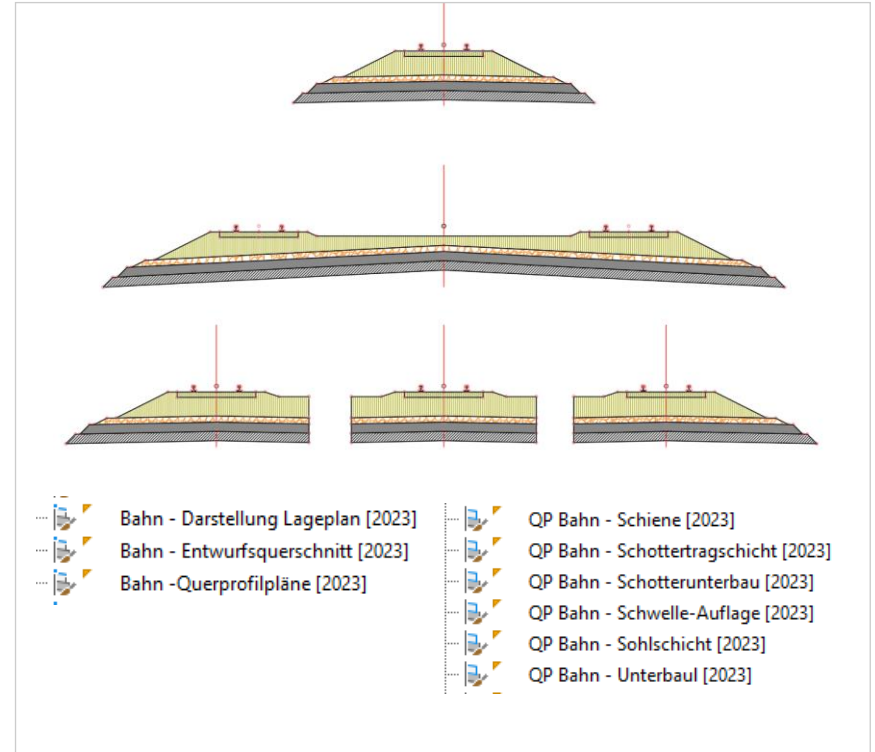 Bahn - Darstellung Lageplan [2023]
Bahn - Entwurfsquerschnitt [2023]
Bahn -Querprofilpläne [2023]
QP Bahn - Schiene [2023]
QP Bahn - Schottertragschicht [2023]
QP Bahn - Schotterunterbau [2023]
QP Bahn - Schwelle-Auflage [2023]
QP Bahn - Sohlschicht [2023]
QP Bahn - Unterbaul [2023]